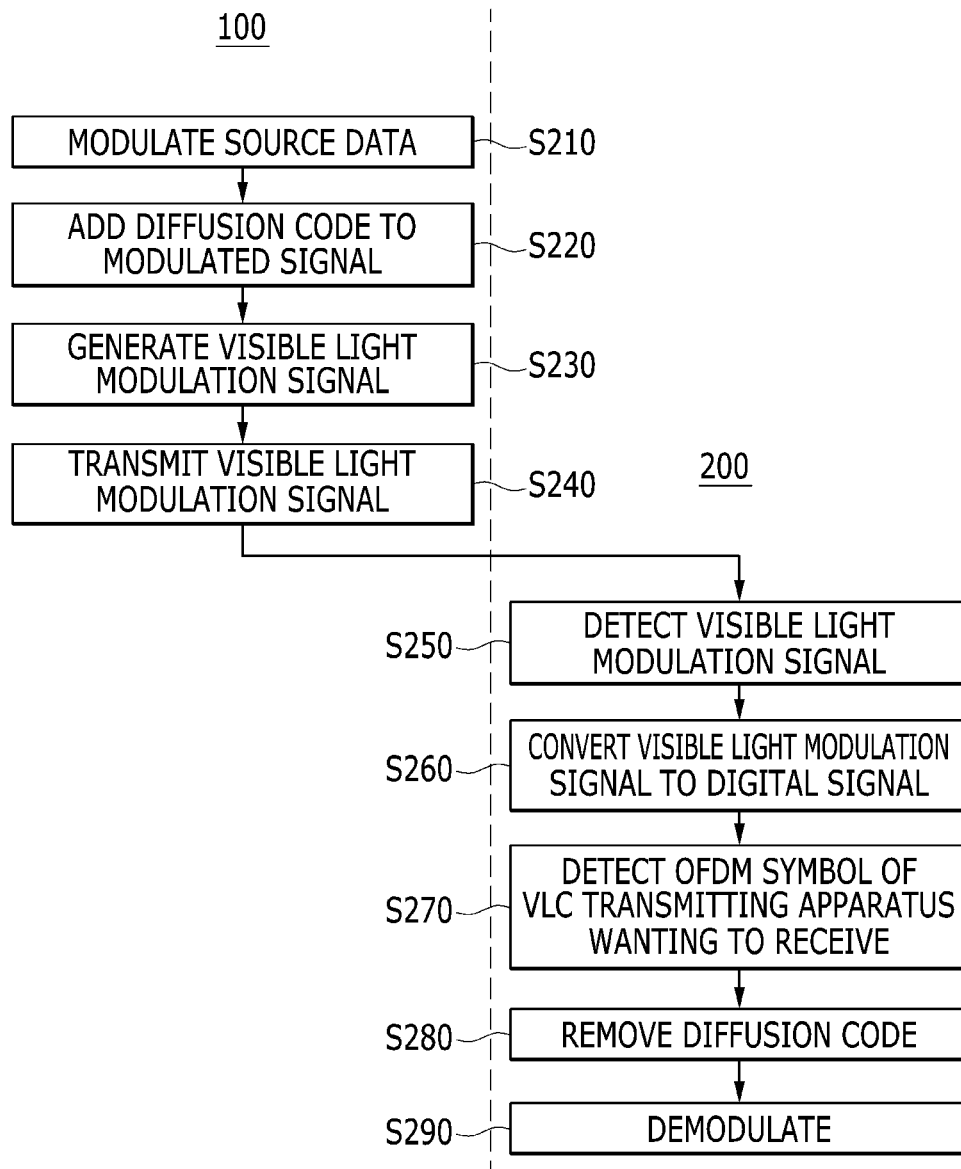 100
MODULATE SOURCE DATA
S210
ADD DIFFUSION CODE TO
MODULATED SIGNAL
S220
GENERATE VISIBLE LIGHT
MODULATION SIGNAL
S230
TRANSMIT VISIBLE LIGHT
MODULATION SIGNAL
S240
200
S250
DETECT VISIBLE LIGHT
MODULATION SIGNAL
S260
CONVERT VISIBLE LIGHT MODULATION
SIGNAL TO DIGITAL SIGNAL
S270
DETECT OFDM SYMBOL OF
VLC TRANSMITTING APPARATUS
WANTING TO RECEIVE
S280
REMOVE DIFFUSION CODE
S290
DEMODULATE